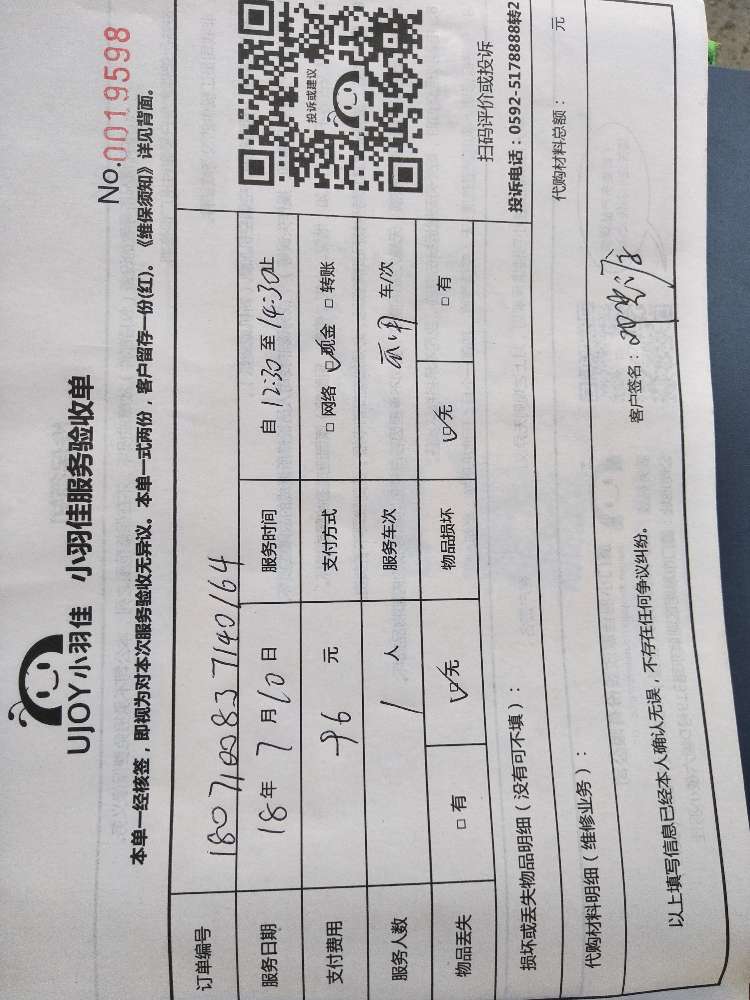 UJOY小羽佳 小羽佳服务验收单
No.0019598
本单一经核签，即视为对本次服务验收无异议。本单一式两份，客户留存一份(红)。《维保须知》详见背面。
订单编号 1807100837140164
服务日期 18年 7月 10日 服务时间 自 12:30 至 14:30止
支付费用 96 元 支付方式 □ 网络 ☑现金 □ 转账
服务人数 1 人 服务车次 车/次
物品丢失 □ 有 ☑无 物品损坏 ☑无 □ 有
投诉或建议
扫码评价或投诉
投诉电话：0592-5178888转2
损坏或丢失物品明细（没有可不填）：
代购材料明细（维修业务）： 代购材料总额： 元
以上填写信息已经本人确认无误，不存在任何争议纠纷。 客户签名：